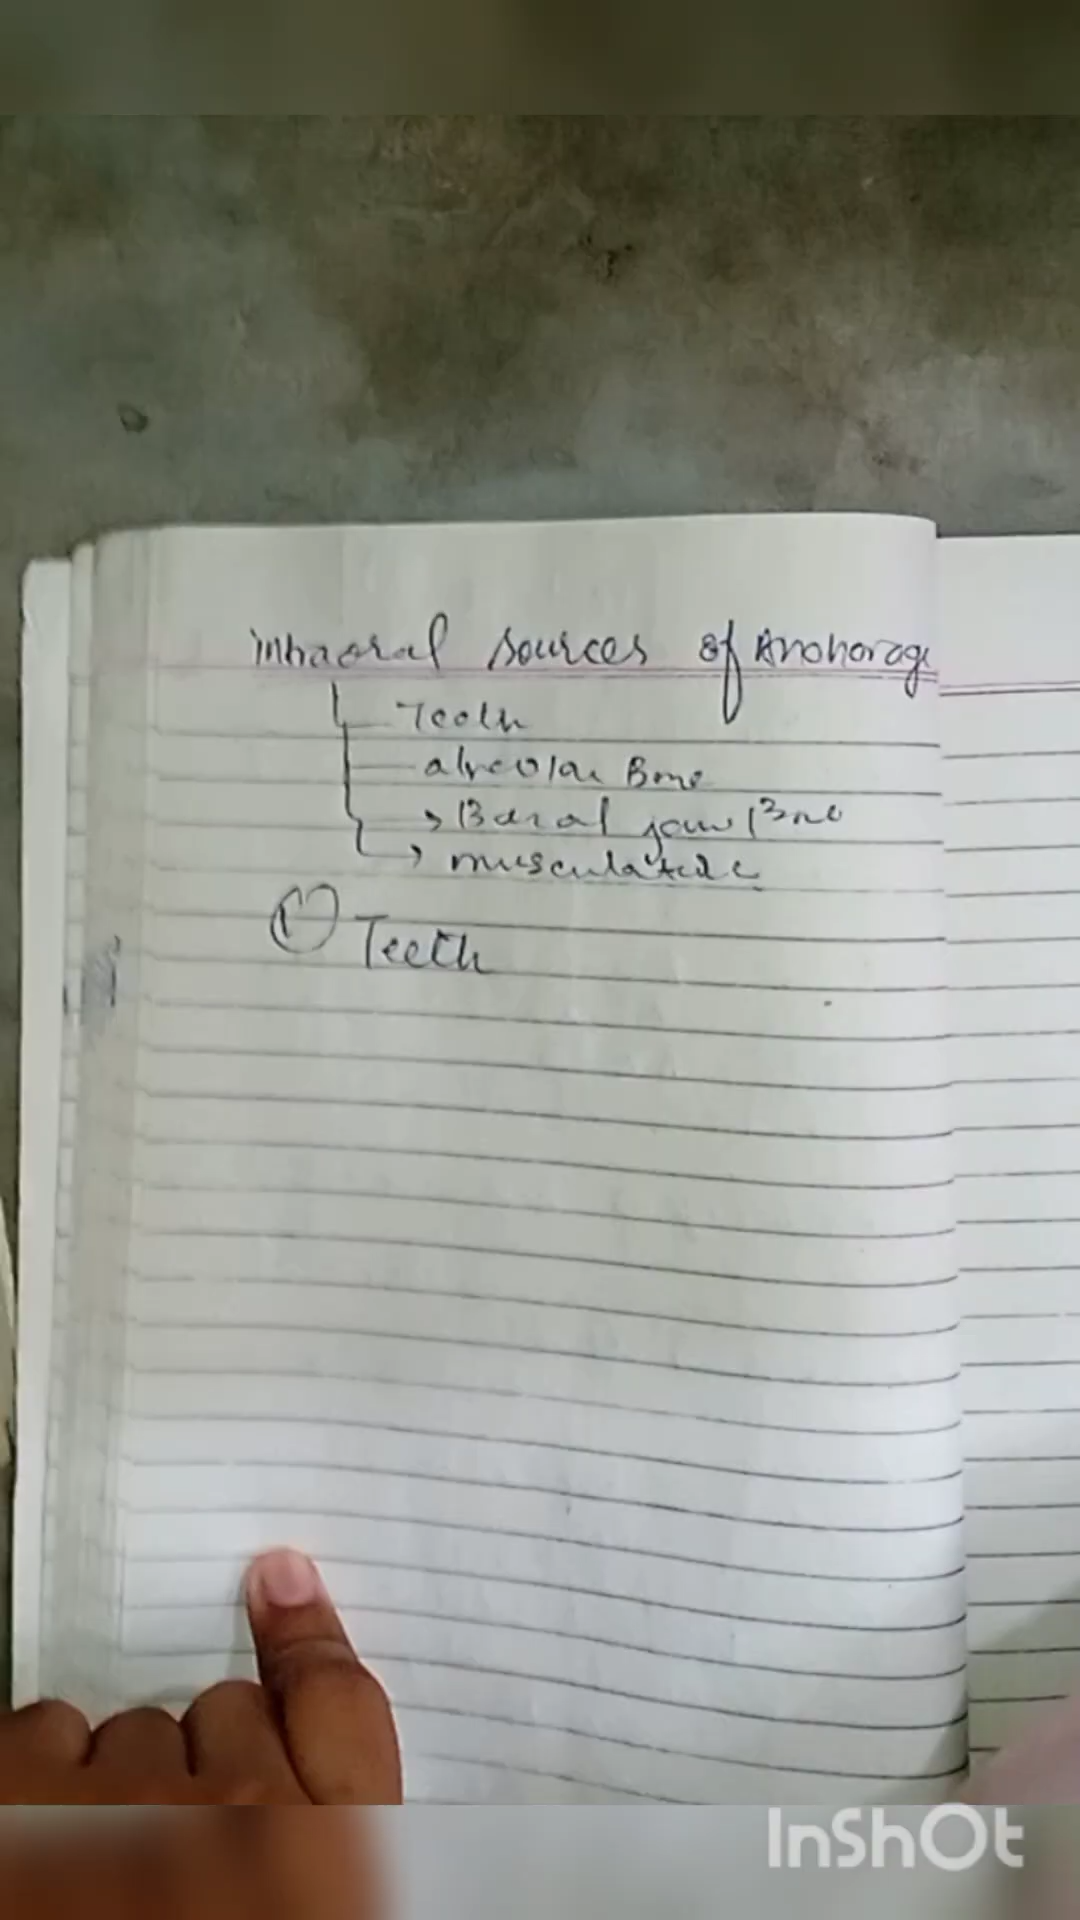 intraoral sources of Anchorage
Teeth
alveolar Bone
→ Basal jaw Bone
→ musculature
① Teeth
InShOt